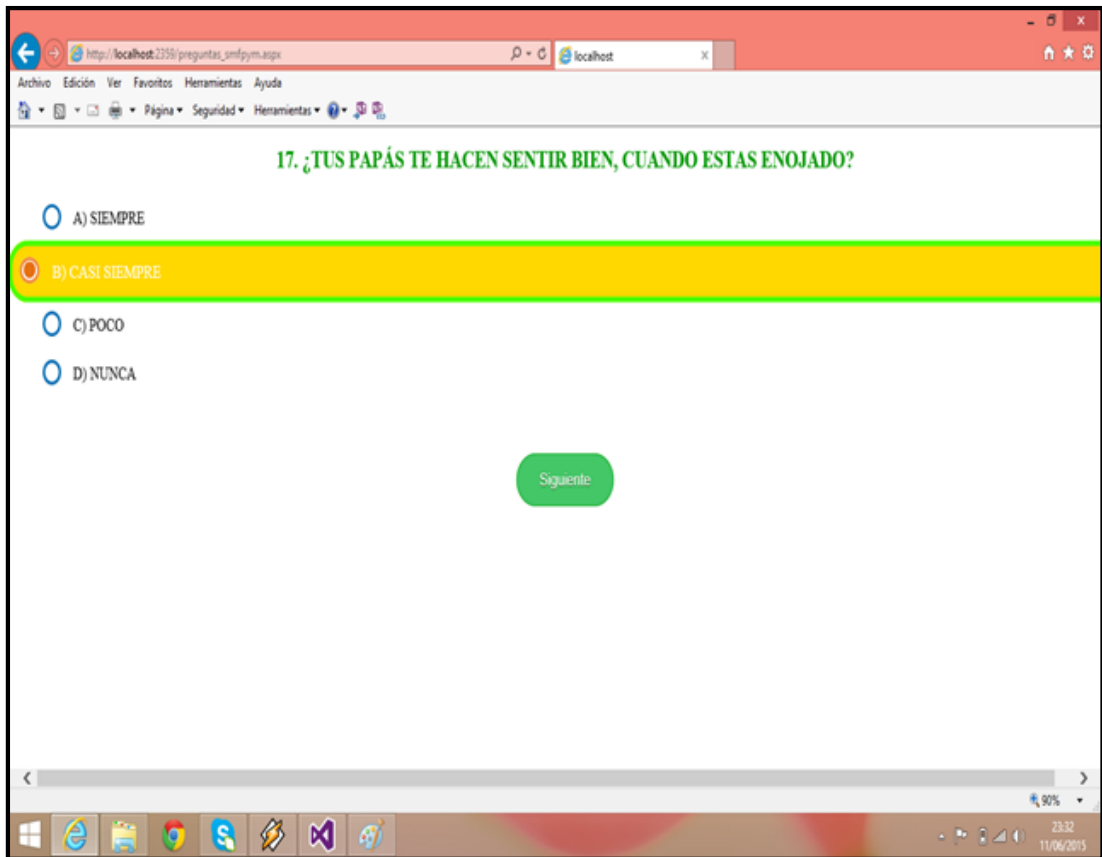 http://localhost:2359/preguntas_smfpym.aspx
localhost
Archivo Edición Ver Favoritos Herramientas Ayuda
Página Seguridad Herramientas
17. ¿TUS PAPÁS TE HACEN SENTIR BIEN, CUANDO ESTAS ENOJADO?
A) SIEMPRE
B) CASI SIEMPRE
C) POCO
D) NUNCA
Siguiente
90%
23:32
11/06/2015